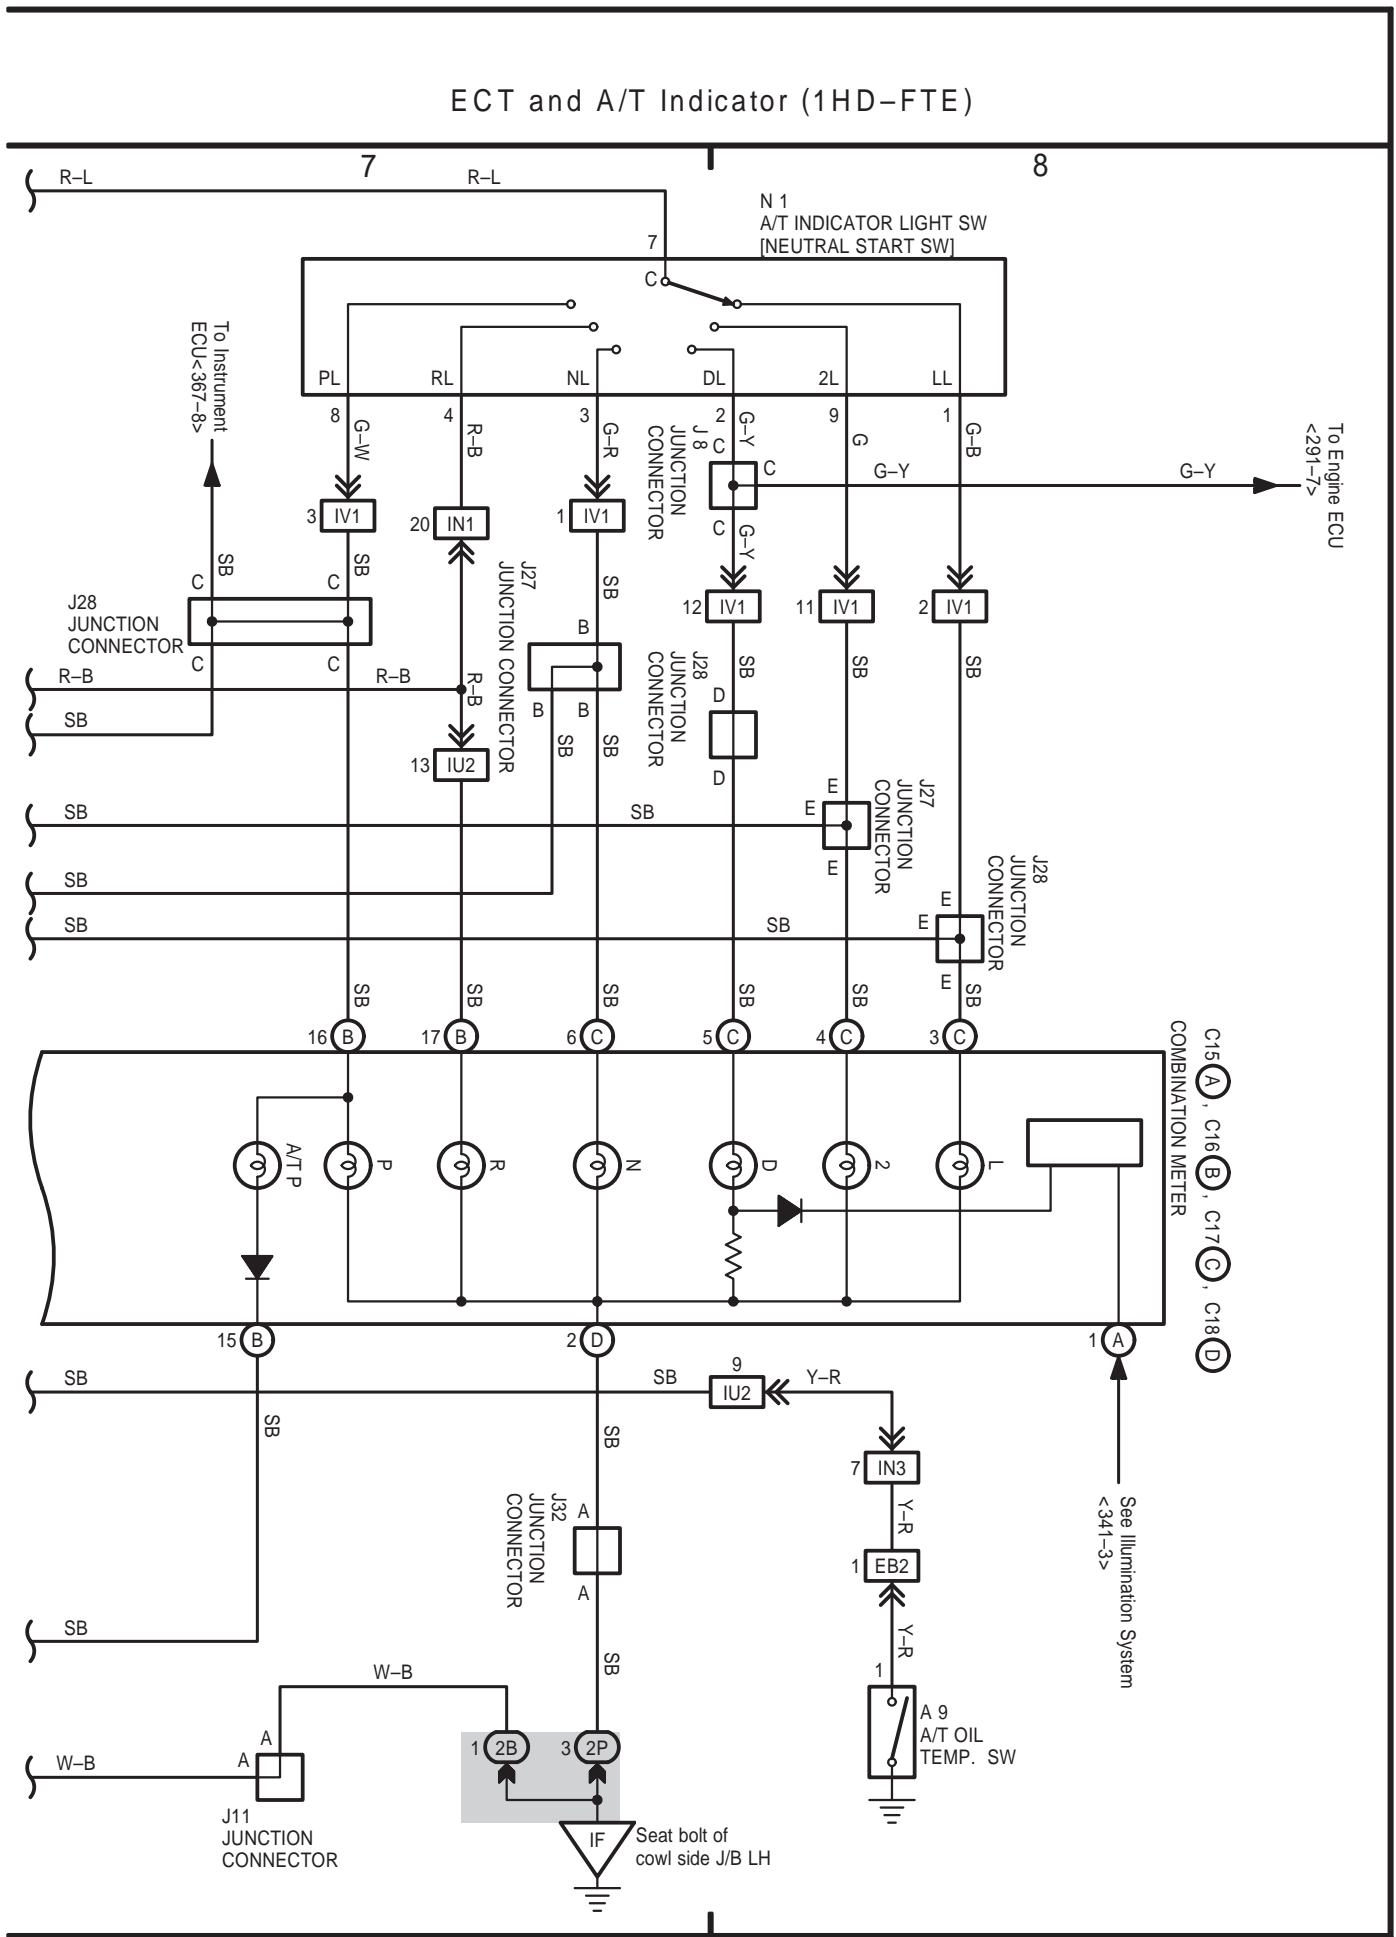 ECT and A/T Indicator (1HD–FTE)
7
8
R–L
R–L
N 1
A/T INDICATOR LIGHT SW
[NEUTRAL START SW]
7
C
PL
RL
NL
DL
2L
LL
8
4
3
2
9
1
To Instrument
ECU<367–8>
G–W
R–B
G–R
G–Y
G
G–B
J 8
JUNCTION
CONNECTOR
C
C
C
G–Y
G–Y
To Engine ECU
<291–7>
3 IV1
20 IN1
1 IV1
G–Y
SB
SB
SB
C
C
J28
JUNCTION
CONNECTOR
C
C
J27
JUNCTION CONNECTOR
B
B
B
12 IV1
11 IV1
2 IV1
SB
SB
SB
R–B
R–B
R–B
J28
JUNCTION
CONNECTOR
D
D
SB
SB
SB
13 IU2
J27
JUNCTION
CONNECTOR
E
E
E
SB
SB
J28
JUNCTION
CONNECTOR
E
E
E
SB
SB
SB
SB
SB
SB
SB
SB
SB
16 B
17 B
6 C
5 C
4 C
3 C
C15 A , C16 B , C17 C , C18 D
COMBINATION METER
A/T P
P
R
N
D
2
L
15 B
2 D
1 A
SB
SB
9
IU2
Y–R
SB
SB
7 IN3
Y–R
1 EB2
Y–R
1
A 9
A/T OIL
TEMP. SW
See Illumination System
<341–3>
J32
JUNCTION
CONNECTOR
A
A
SB
SB
W–B
W–B
A
A
J11
JUNCTION
CONNECTOR
1 2B
3 2P
IF
Seat bolt of
cowl side J/B LH